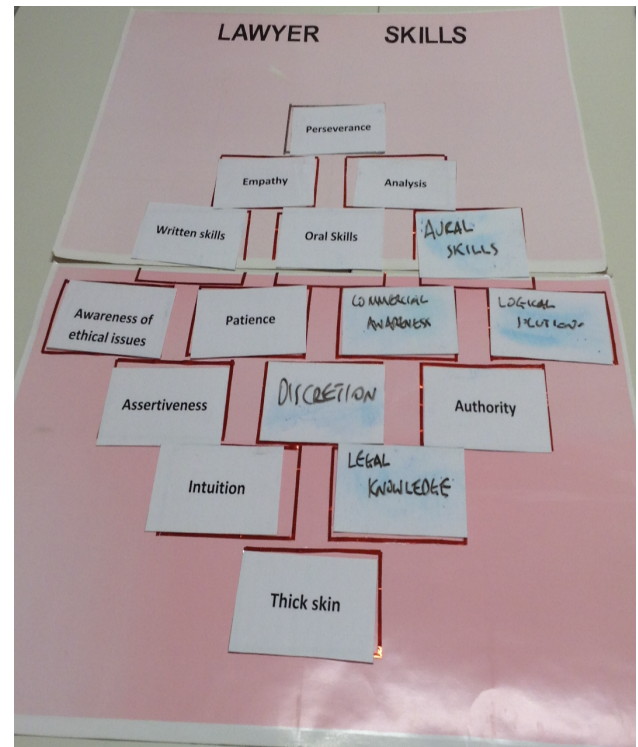 LAWYER SKILLS
Perseverance
Empathy
Analysis
Written skills
Oral Skills
AURAL
SKILLS
Awareness of
ethical issues
Patience
COMMERCIAL
AWARENESS
LOGICAL
Assertiveness
DISCRETION
Authority
Intuition
LEGAL
KNOWLEDGE
Thick skin